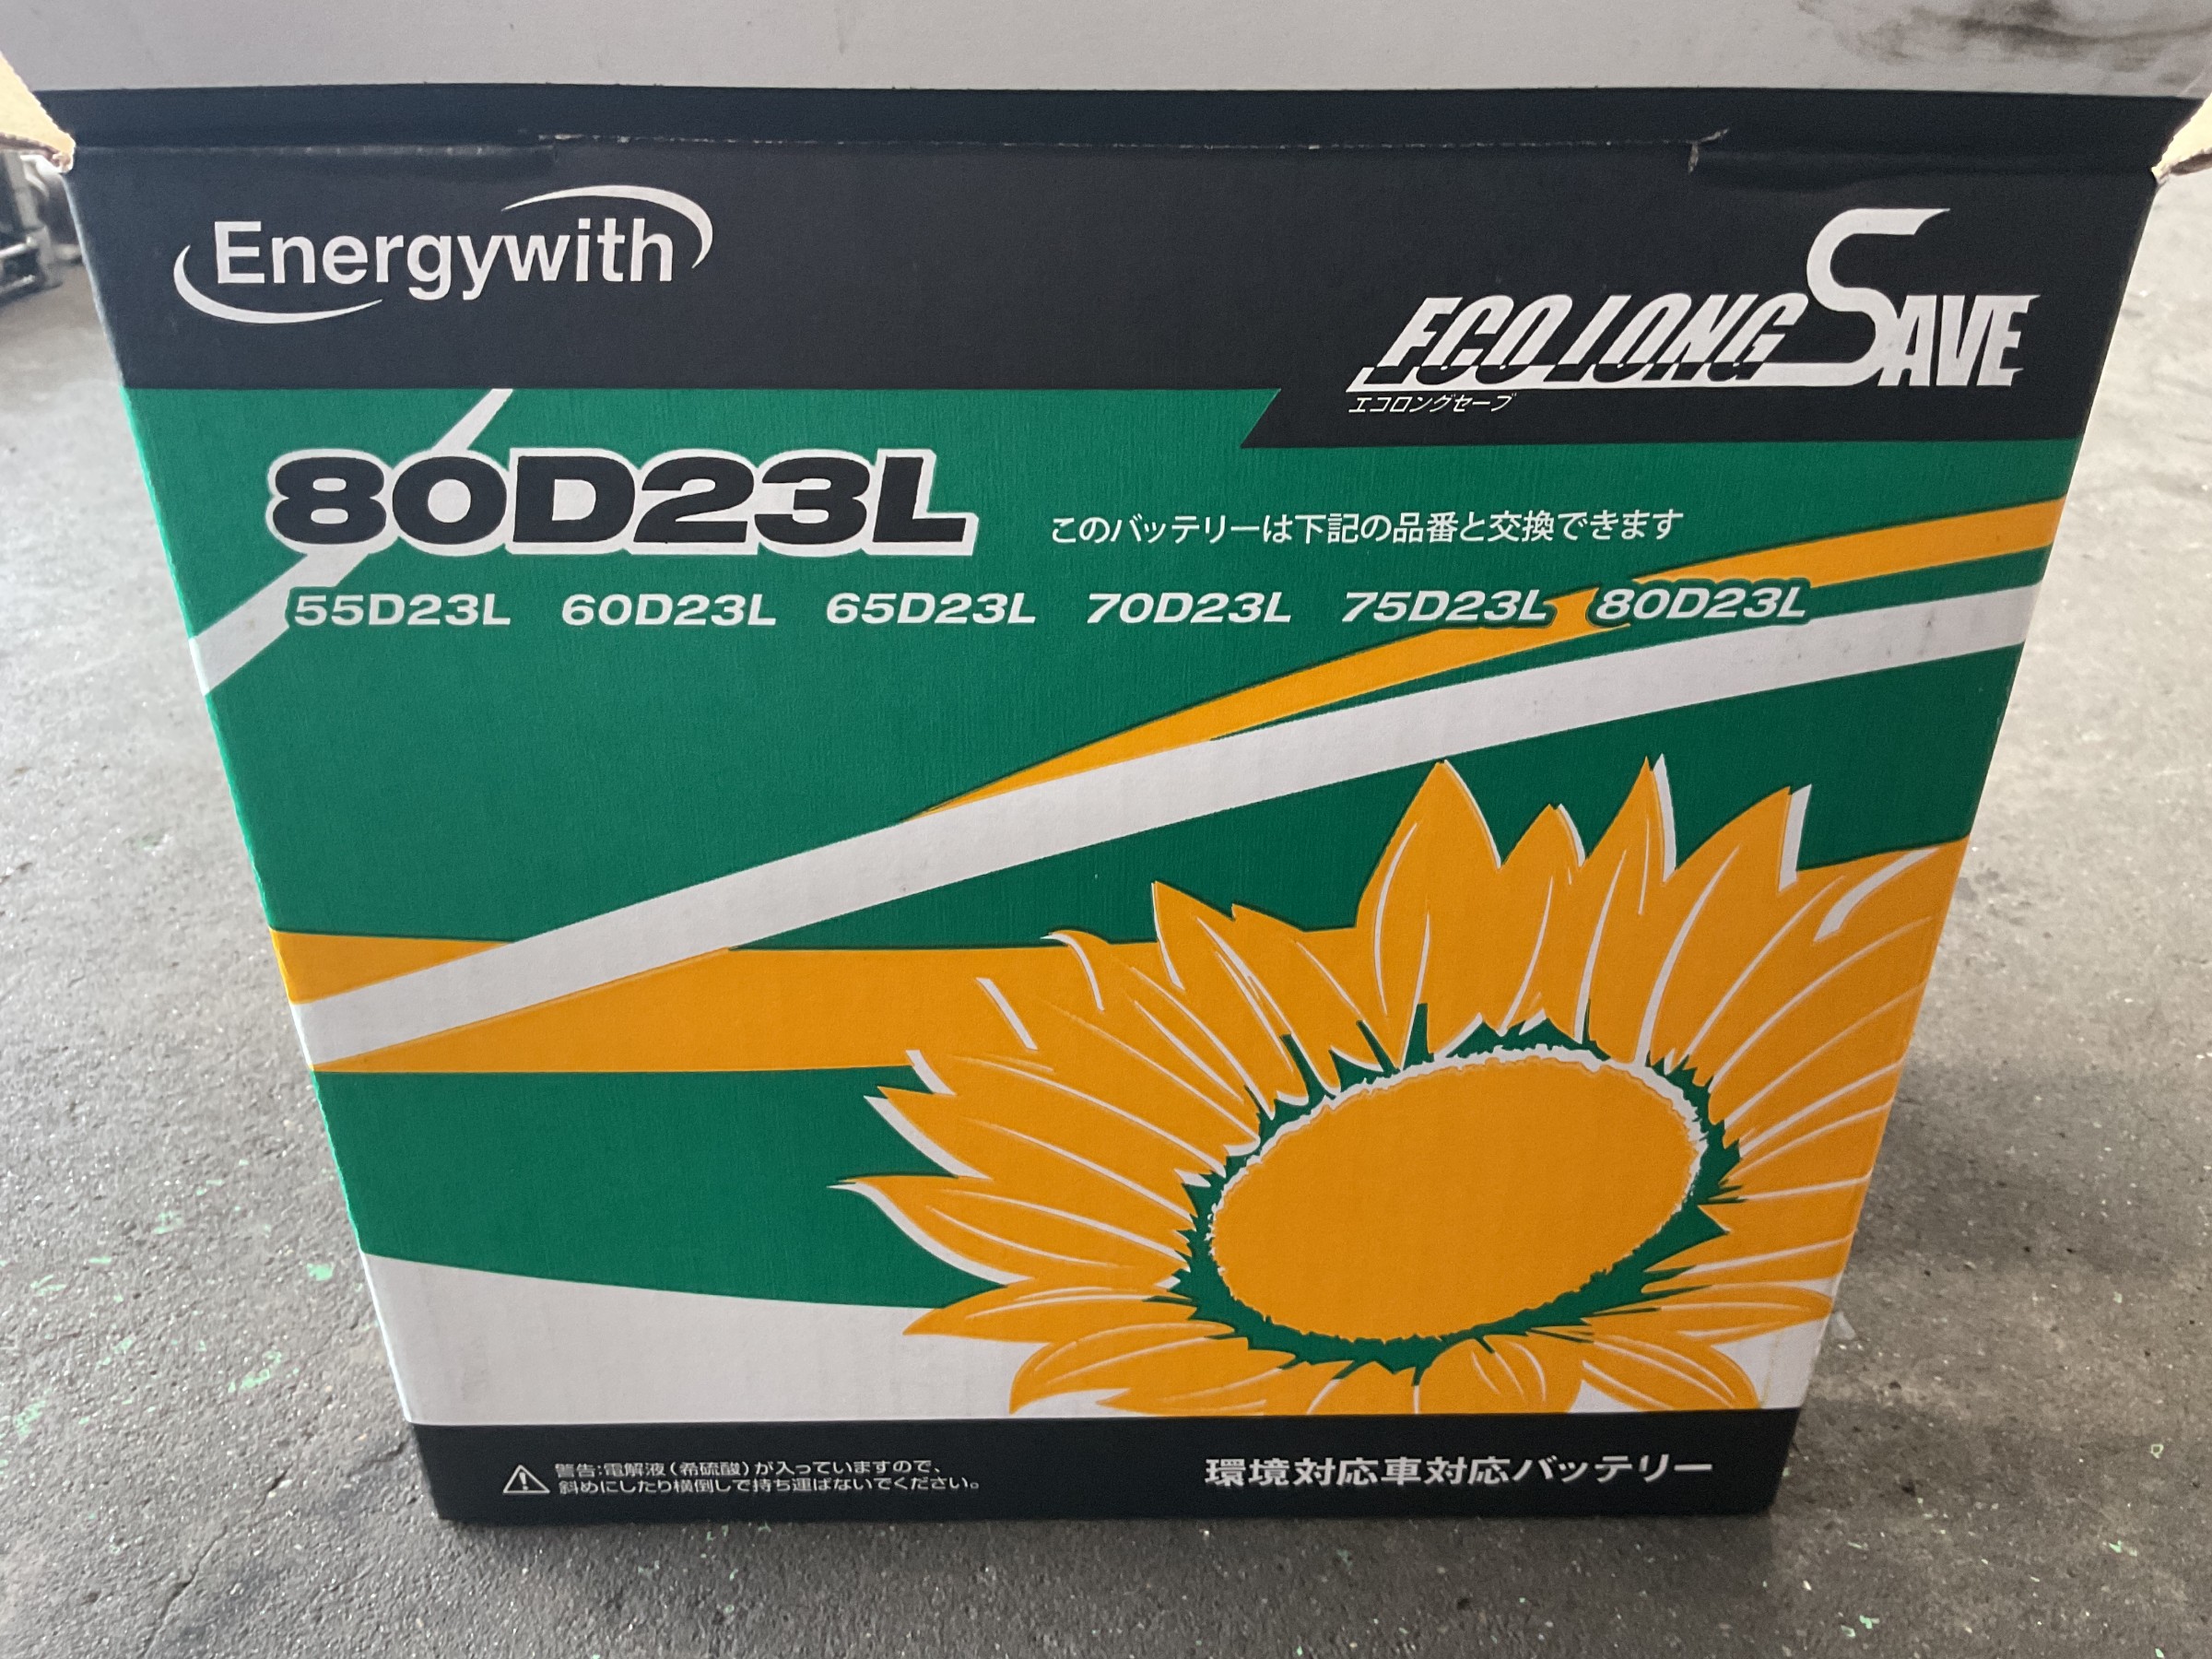 Energywith
ECO LONG SAVE
エコロングセーブ
80D23L
このバッテリーは下記の品番と交換できます
55D23L 60D23L 65D23L 70D23L 75D23L 80D23L
警告:電解液(希硫酸)が入っていますので、
斜めにしたり横倒しで持ち運ばないでください。
環境対応車対応バッテリー